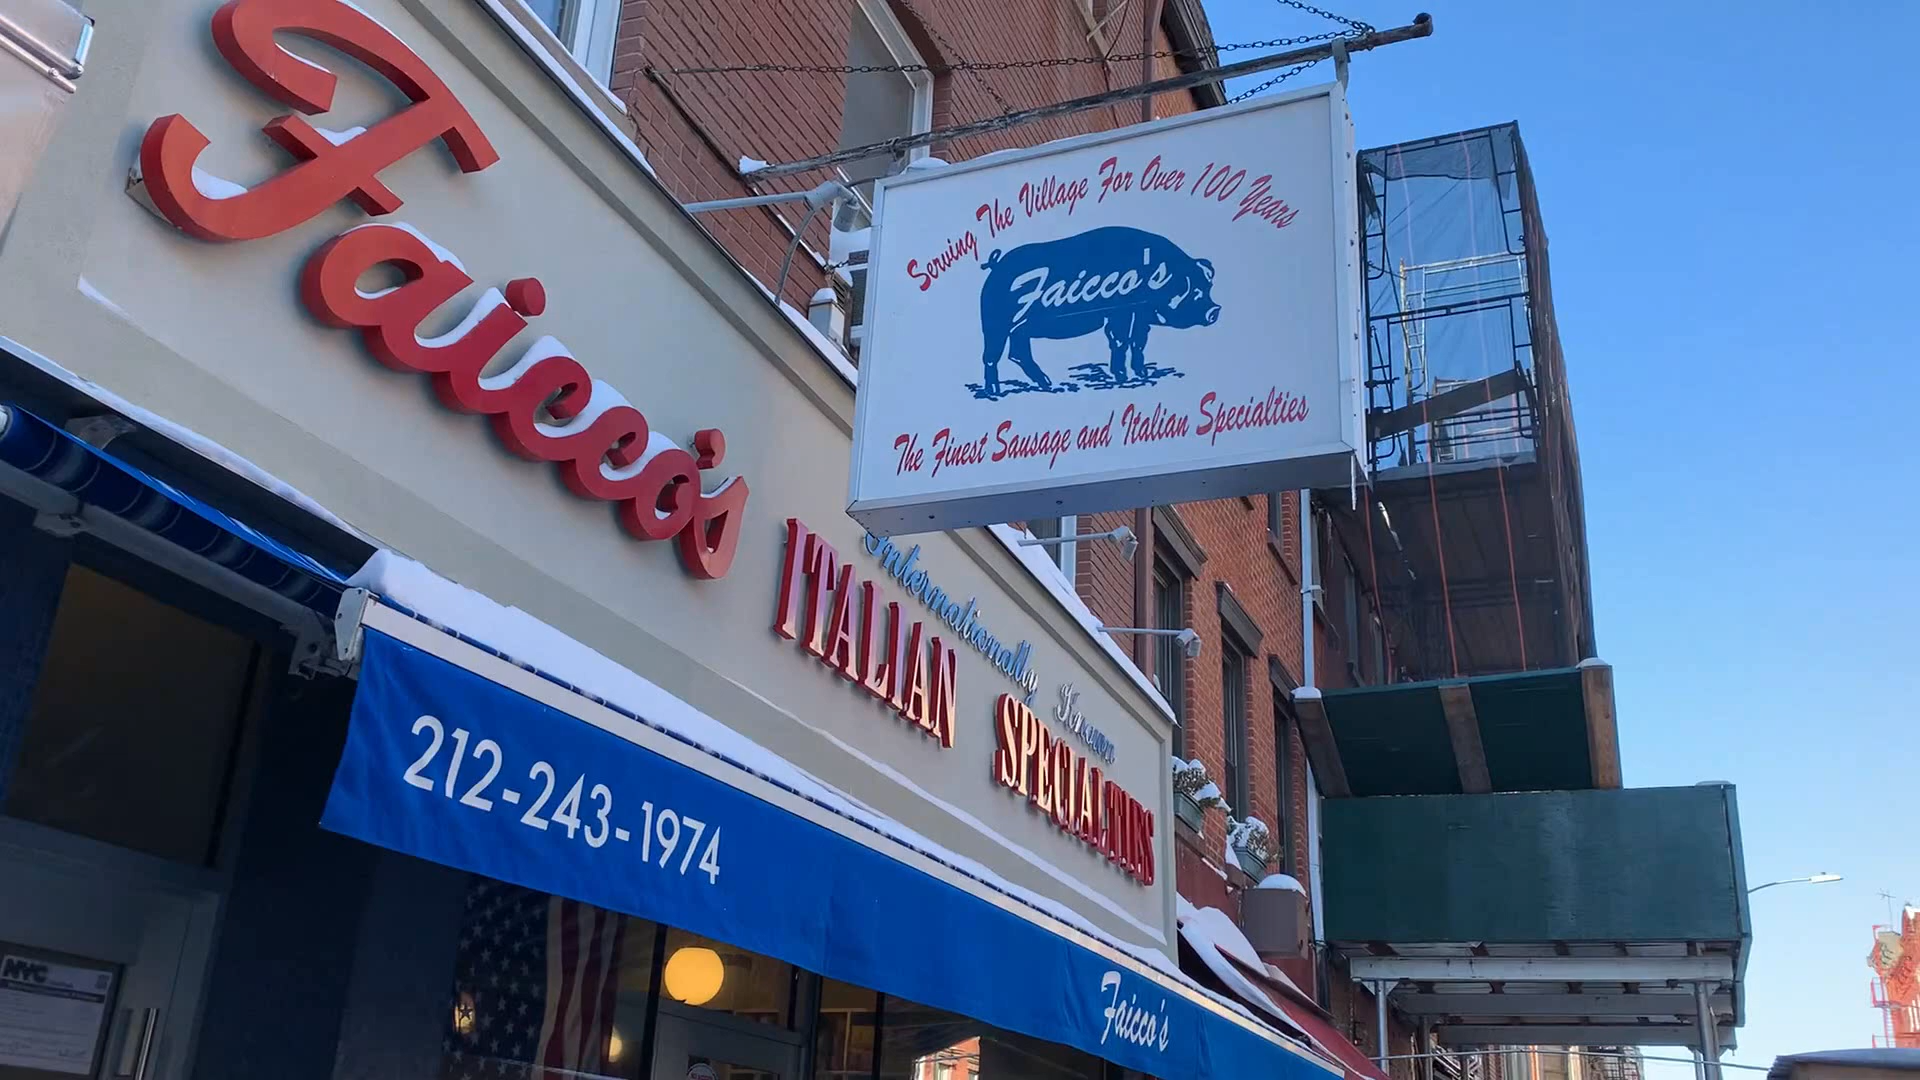 Faicco's
Internationally Known
ITALIAN SPECIALTIES
Serving The Village For Over 100 Years
Faicco's
The Finest Sausage and Italian Specialties
212-243-1974
Faicco's
NYC